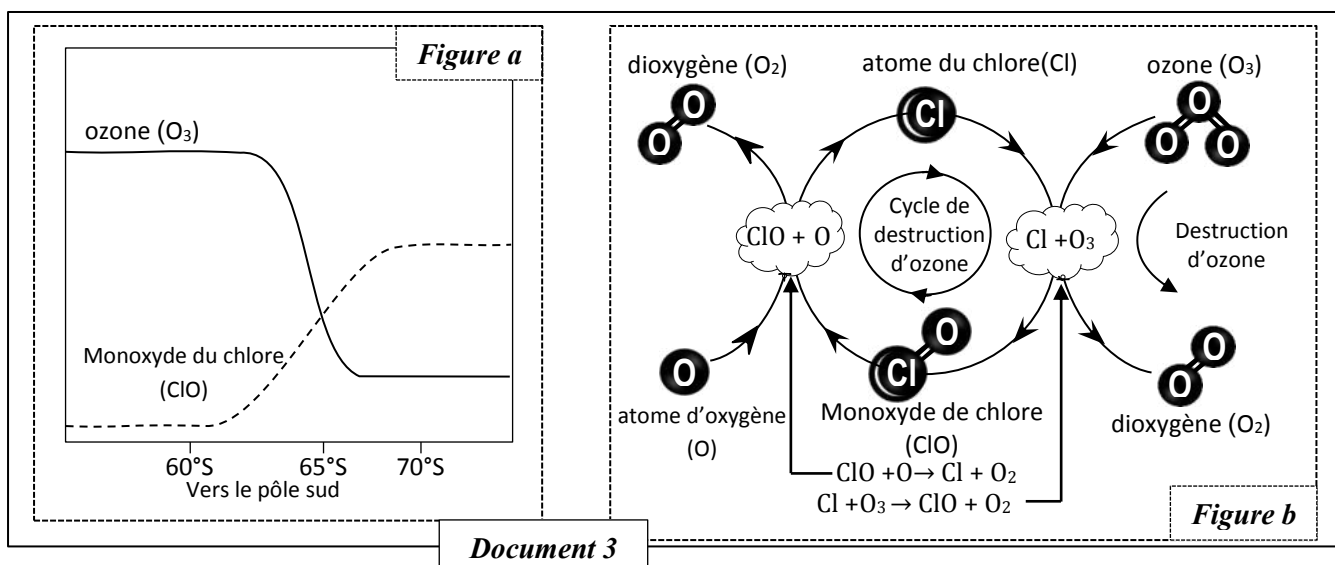 Figure a
ozone (O₃)
Monoxyde du chlore
(ClO)
60°S
65°S
70°S
Vers le pôle sud
dioxygène (O₂)
atome du chlore(Cl)
ozone (O₃)
O
O
Cl
O
O
O
ClO + O
Cycle de
destruction
d'ozone
Cl +O₃
Destruction
d'ozone
O
Cl
O
O
O
atome d'oxygène
(O)
Monoxyde de chlore
(ClO)
dioxygène (O₂)
ClO +O→ Cl + O₂
Cl +O₃→ ClO + O₂
Figure b
Document 3